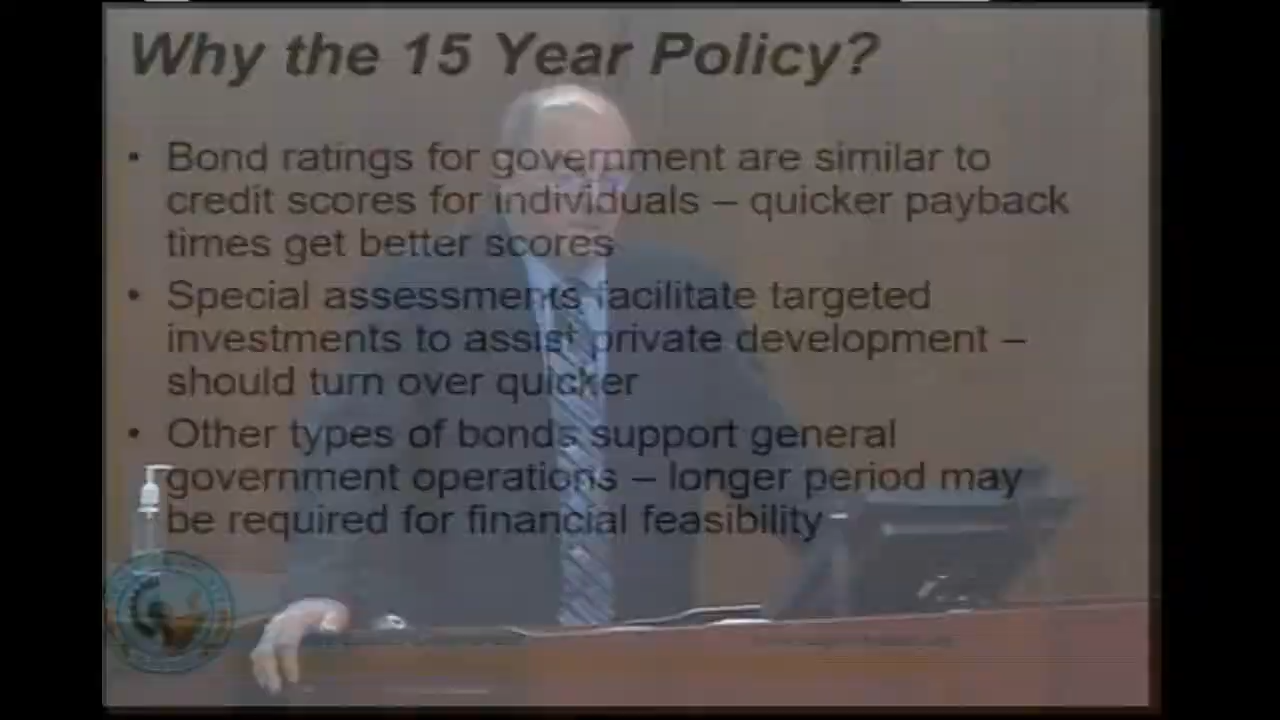 Why the 15 Year Policy?
• Bond ratings for government are similar to
credit scores for individuals – quicker payback
times get better scores
• Special assessments facilitate targeted
investments to assist private development –
should turn over quicker
• Other types of bonds support general
government operations – longer period may
be required for financial feasibility